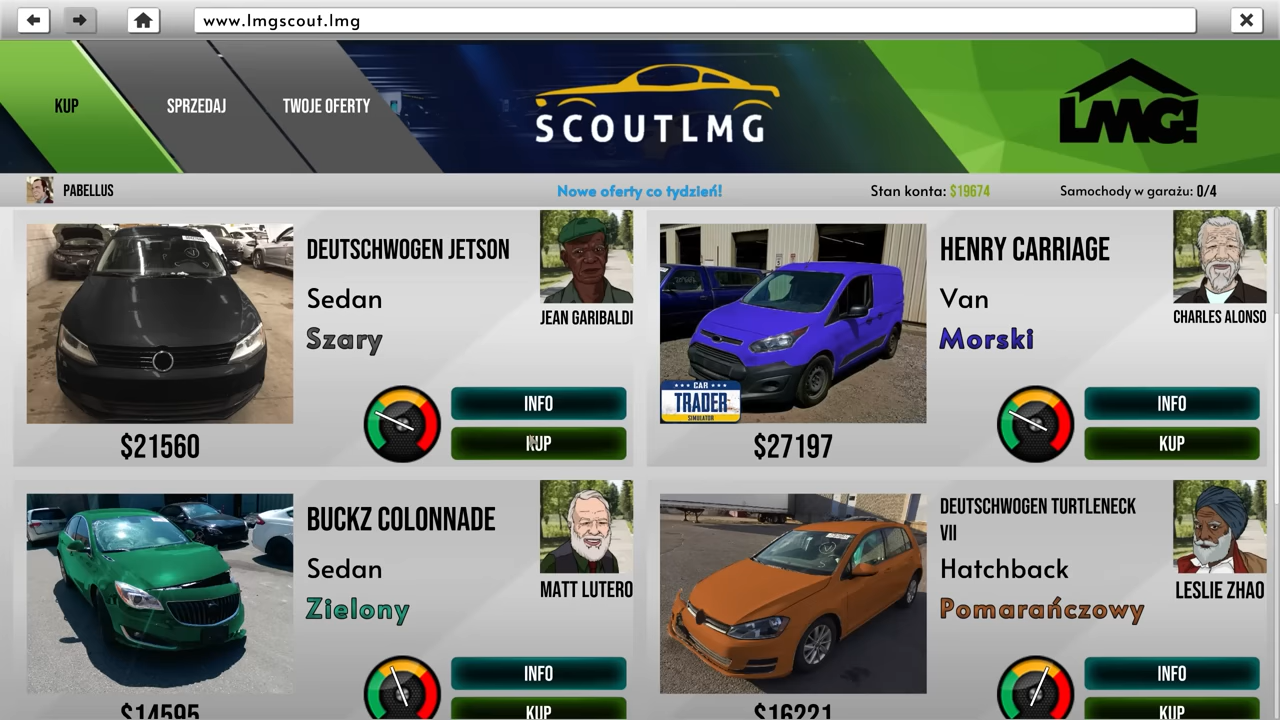 www.lmgscout.lmg
KUP
SPRZEDAJ
TWOJE OFERTY
SCOUTLMG
LMG!
PABELLUS
Nowe oferty co tydzień!
Stan konta: $19674
Samochody w garażu: 0/4
DEUTSCHWOGEN JETSON
Sedan
Szary
JEAN GARIBALDI
INFO
KUP
$21560
HENRY CARRIAGE
Van
Morski
CHARLES ALONSO
CAR
TRADER
SIMULATOR
INFO
KUP
$27197
BUCKZ COLONNADE
Sedan
Zielony
MATT LUTERO
INFO
KUP
$14595
DEUTSCHWOGEN TURTLENECK
VII
Hatchback
Pomarańczowy
LESLIE ZHAO
INFO
KUP
$16221